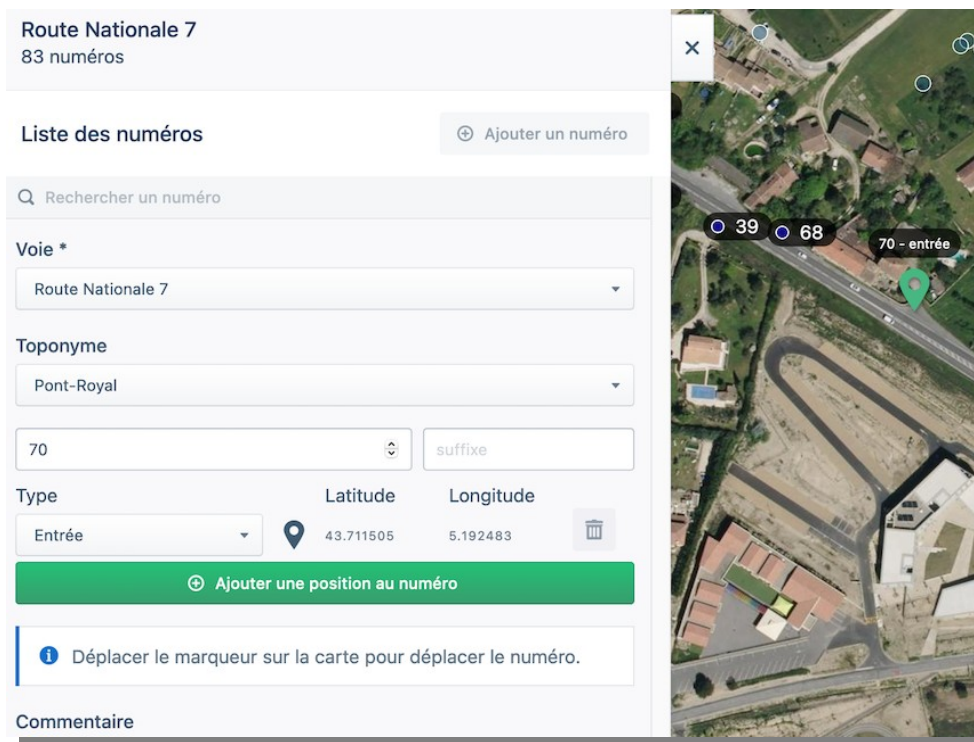 Route Nationale 7
83 numéros
Liste des numéros
Ajouter un numéro
Rechercher un numéro
Voie *
Route Nationale 7
Toponyme
Pont-Royal
70
suffixe
Type
Latitude
Longitude
Entrée
43.711505
5.192483
Ajouter une position au numéro
Déplacer le marqueur sur la carte pour déplacer le numéro.
Commentaire
39
68
70 - entrée